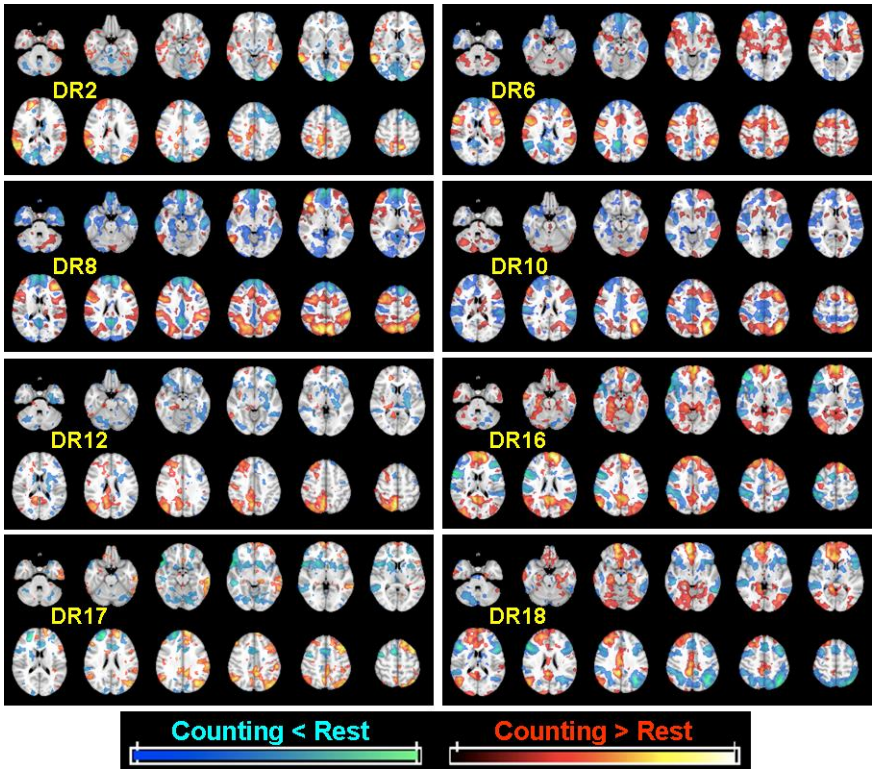 DR2
DR6
DR8
DR10
DR12
DR16
DR17
DR18
Counting < Rest
Counting > Rest